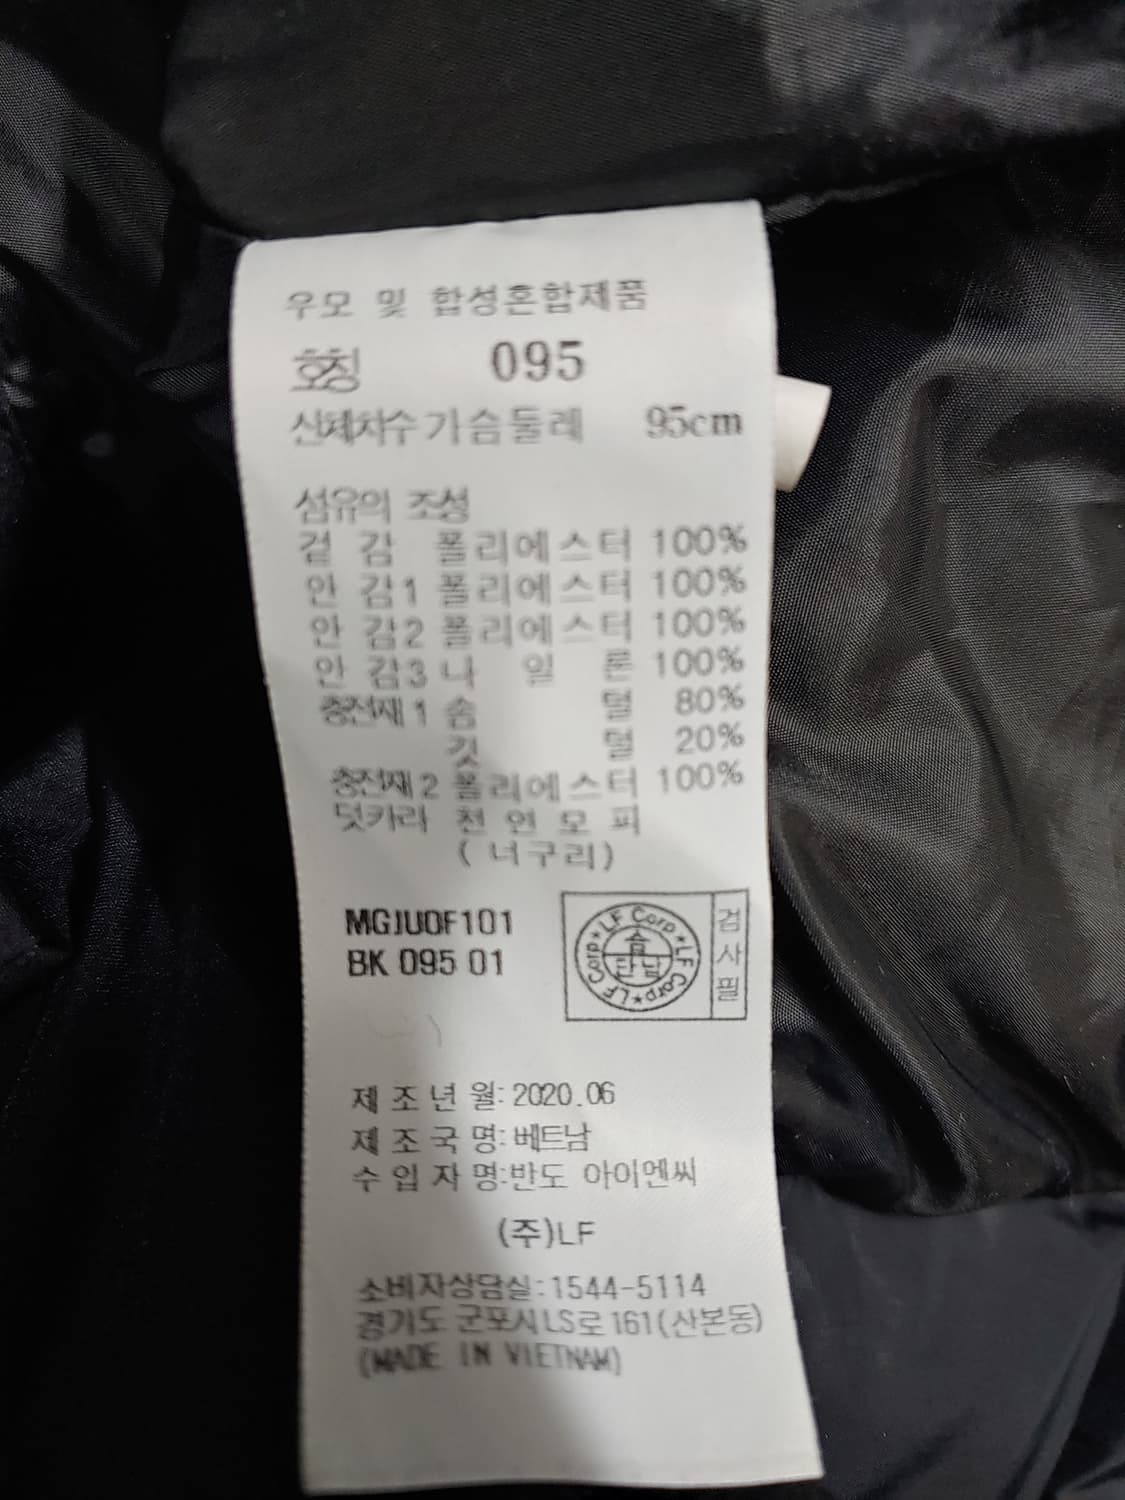 우모 및 합성혼합제품
호칭 095
신체치수 가슴둘레 95cm
섬유의 조성
겉 감 폴리에스터 100%
안 감1 폴리에스터 100%
안 감2 폴리에스터 100%
안 감3 나 일 론 100%
충전재1 솜 털 80%
깃 털 20%
충전재2 폴리에스터 100%
덧카라 천 연 모 피
( 너구리)
MGJU0F101
BK 095 01
LF Corp★LF Corp★LF Corp★
검사필
제 조 년 월: 2020.06
제 조 국 명: 베트남
수 입 자 명:반도 아이엔씨
(주)LF
소비자상담실:1544-5114
경기도 군포시 LS로 161(산본동)
(MADE IN VIETNAM)